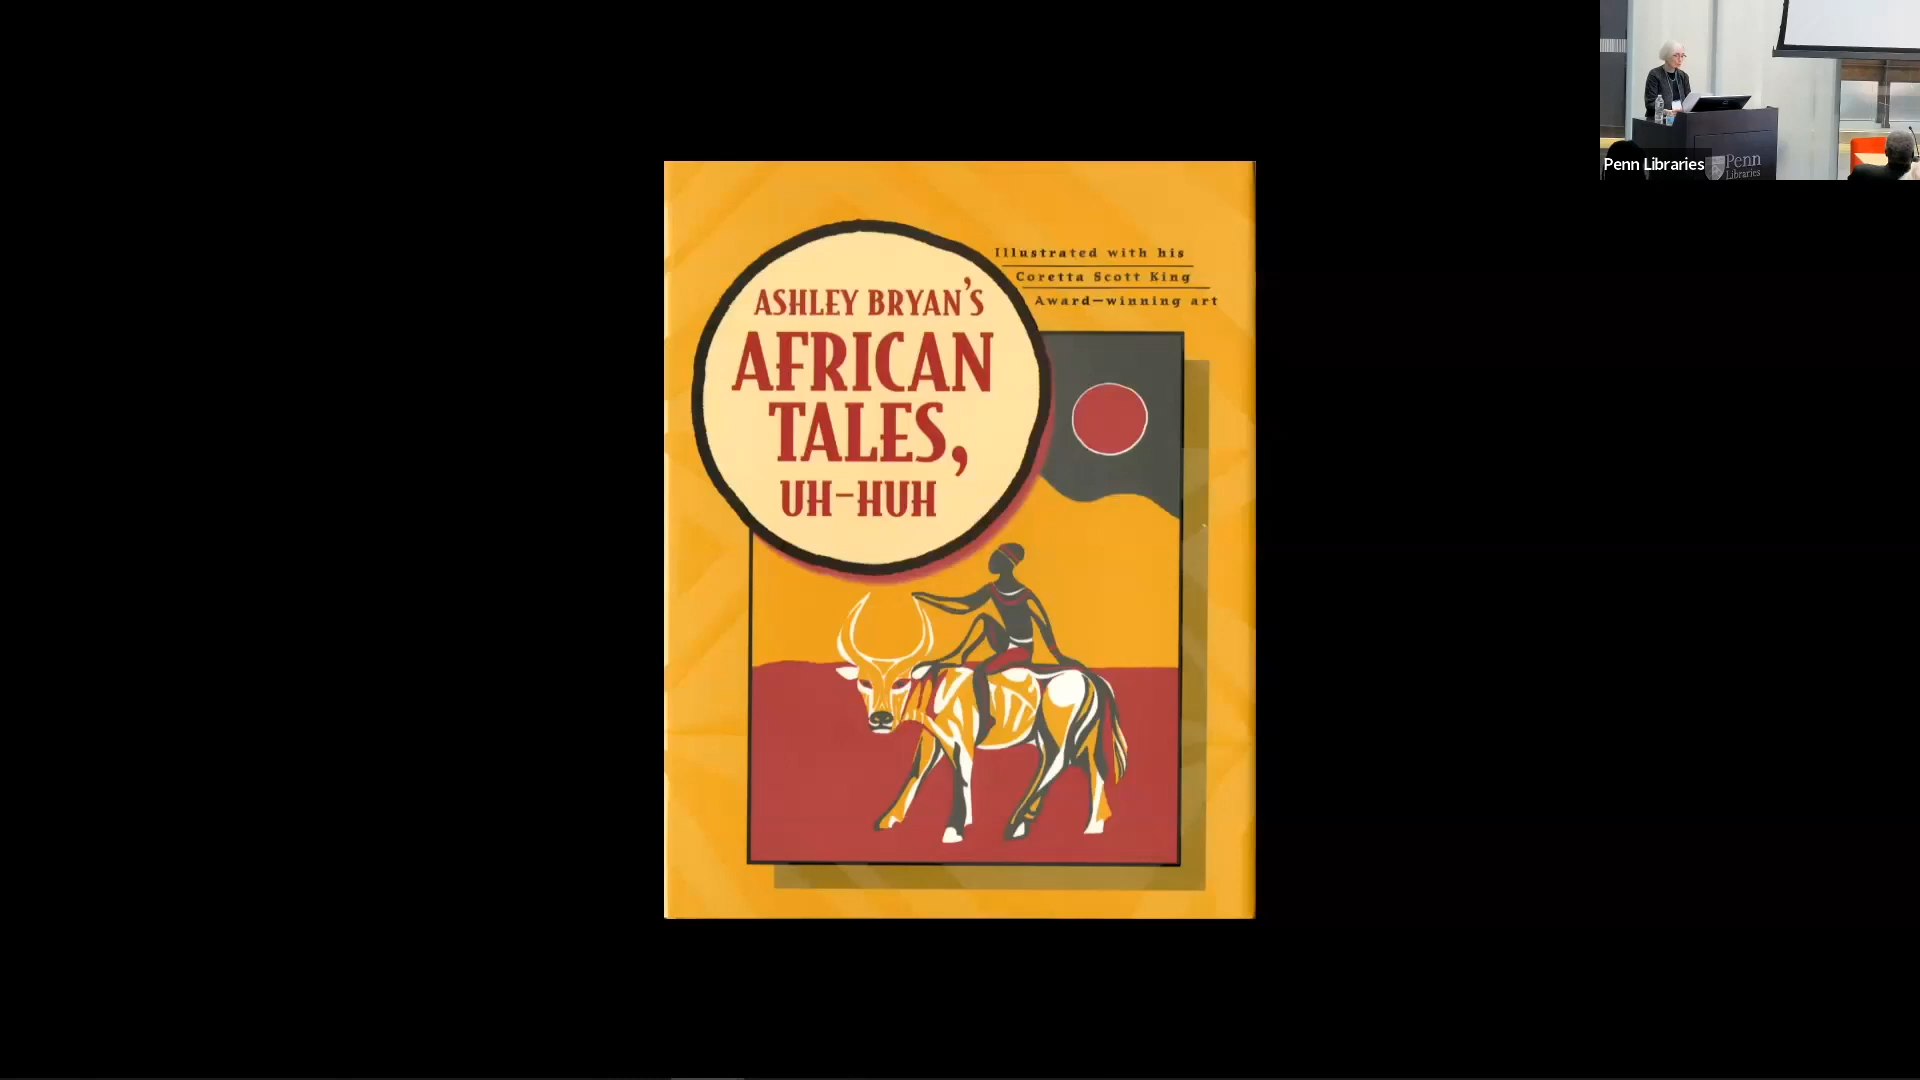 Illustrated with his
Coretta Scott King
Award—winning art
ASHLEY BRYAN'S
AFRICAN
TALES,
UH-HUH
Penn Libraries
Penn
Libraries